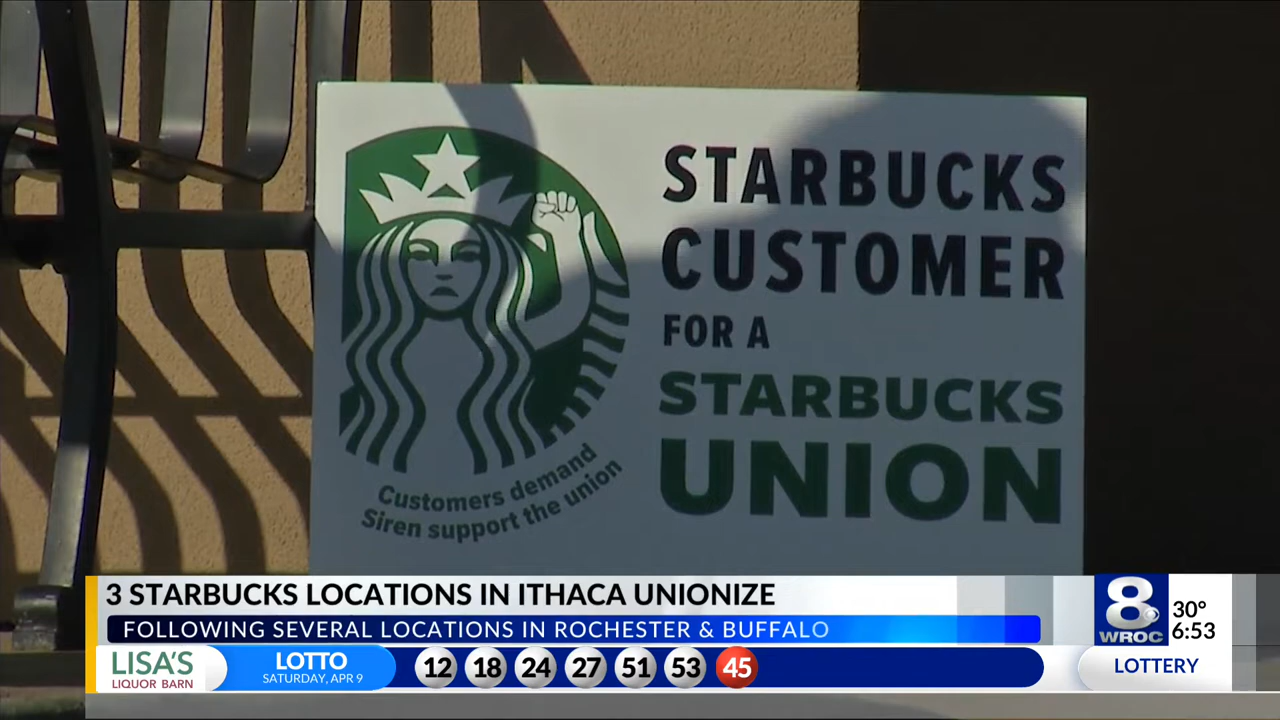 STARBUCKS
CUSTOMER
FOR A
STARBUCKS
UNION
Customers demand
Siren support the union
3 STARBUCKS LOCATIONS IN ITHACA UNIONIZE
FOLLOWING SEVERAL LOCATIONS IN ROCHESTER & BUFFALO
8
WROC
30°
6:53
LISA'S
LIQUOR BARN
LOTTO
SATURDAY, APR 9
12 18 24 27 51 53 45
LOTTERY